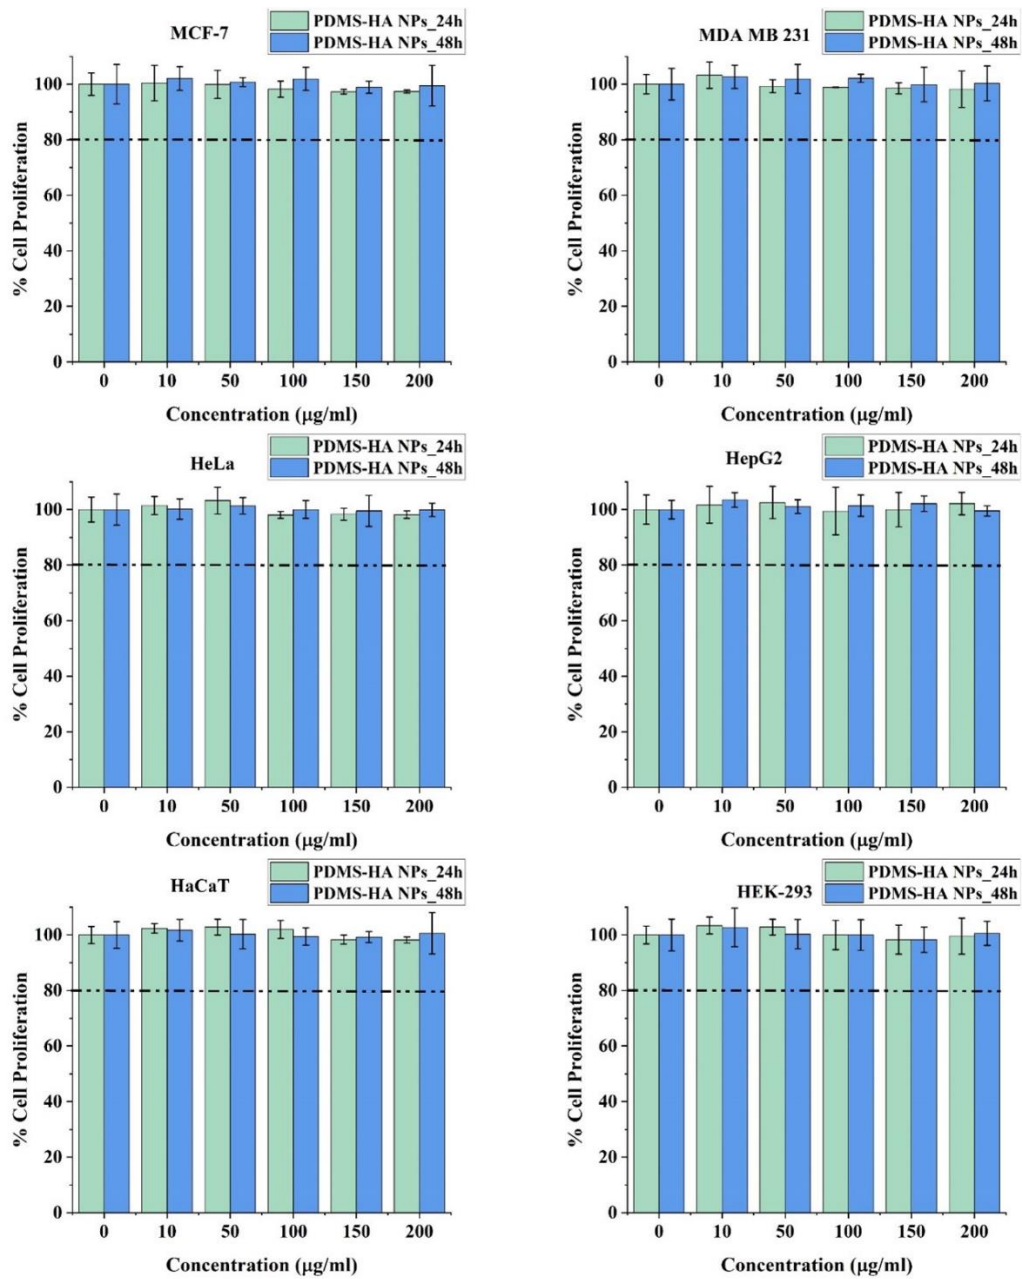 MCF-7
PDMS-HA NPs_24h
PDMS-HA NPs_48h
% Cell Proliferation
100
80
60
40
20
0
0 10 50 100 150 200
Concentration (μg/ml)
MDA MB 231
PDMS-HA NPs_24h
PDMS-HA NPs_48h
% Cell Proliferation
100
80
60
40
20
0
0 10 50 100 150 200
Concentration (μg/ml)
HeLa
PDMS-HA NPs_24h
PDMS-HA NPs_48h
% Cell Proliferation
100
80
60
40
20
0
0 10 50 100 150 200
Concentration (μg/ml)
HepG2
PDMS-HA NPs_24h
PDMS-HA NPs_48h
% Cell Proliferation
100
80
60
40
20
0
0 10 50 100 150 200
Concentration (μg/ml)
HaCaT
PDMS-HA NPs_24h
PDMS-HA NPs_48h
% Cell Proliferation
100
80
60
40
20
0
0 10 50 100 150 200
Concentration (μg/ml)
HEK-293
PDMS-HA NPs_24h
PDMS-HA NPs_48h
% Cell Proliferation
100
80
60
40
20
0
0 10 50 100 150 200
Concentration (μg/ml)